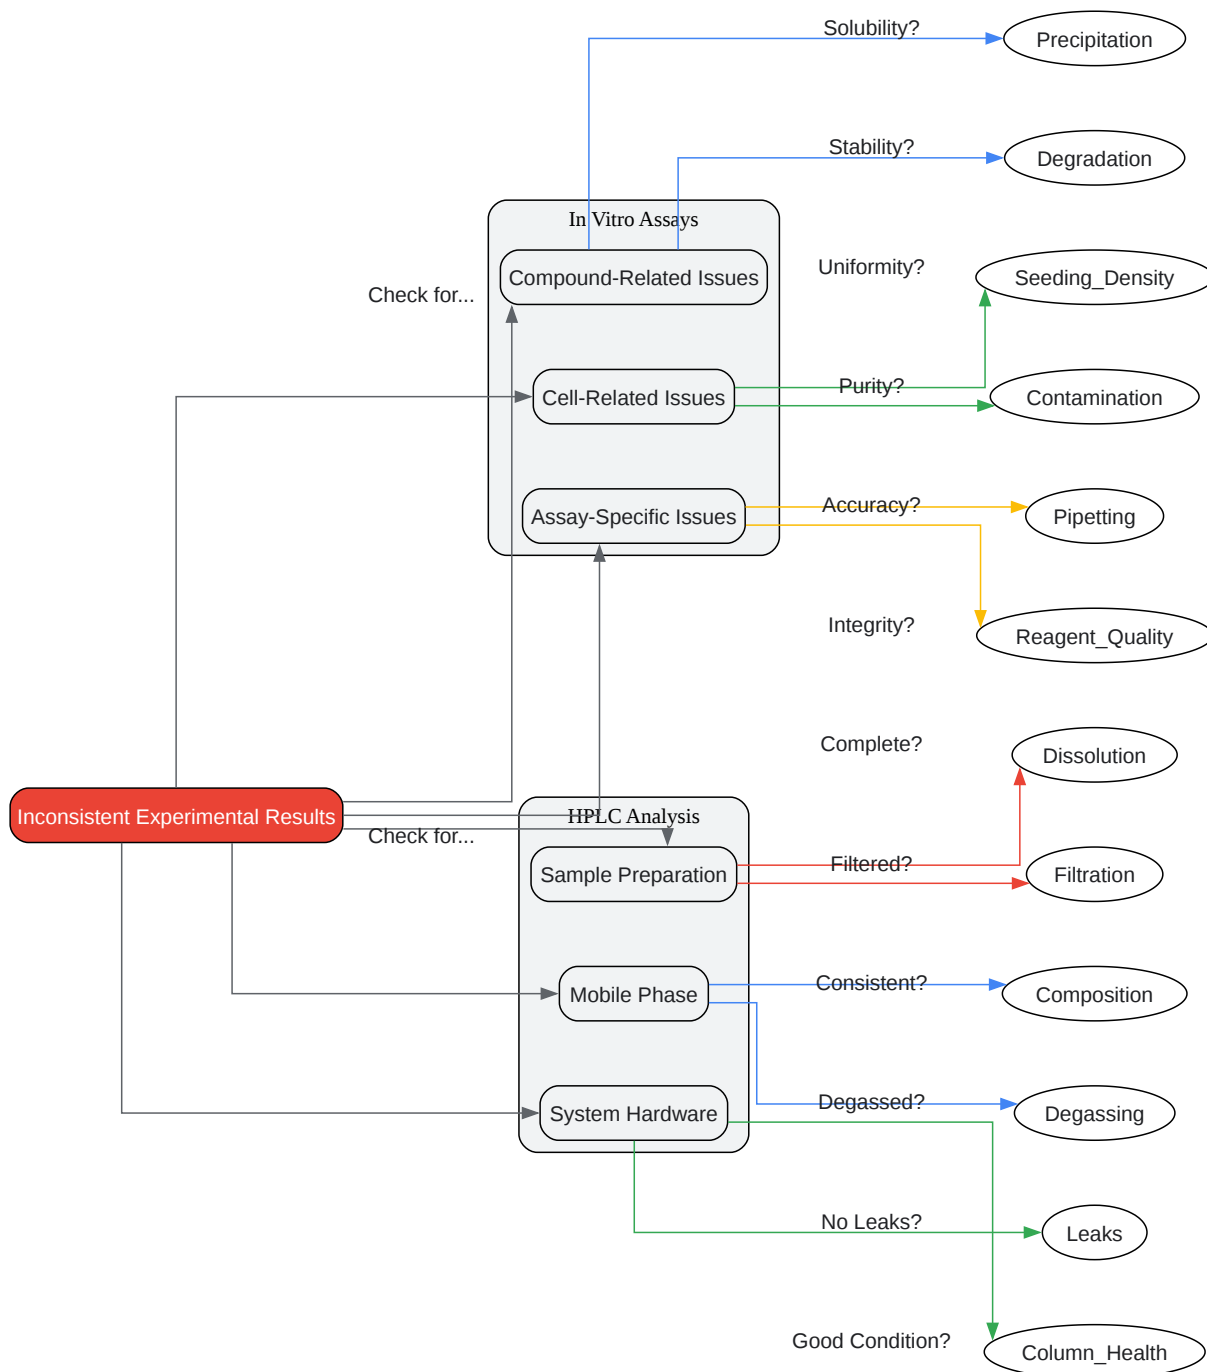 Solubility?
Precipitation
Stability?
Degradation
In Vitro Assays
Compound-Related Issues
Uniformity?
Seeding_Density
Check for...
Cell-Related Issues
Purity?
Contamination
Assay-Specific Issues
Accuracy?
Pipetting
Integrity?
Reagent_Quality
Complete?
Dissolution
Inconsistent Experimental Results
Check for...
HPLC Analysis
Sample Preparation
Filtered?
Filtration
Mobile Phase
Consistent?
Composition
System Hardware
Degassed?
Degassing
No Leaks?
Leaks
Good Condition?
Column_Health